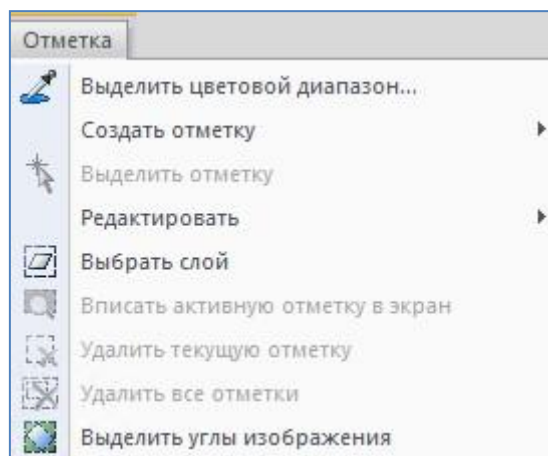 Отметка
Выделить цветовой диапазон...
Создать отметку
Выделить отметку
Редактировать
Выбрать слой
Вписать активную отметку в экран
Удалить текущую отметку
Удалить все отметки
Выделить углы изображения